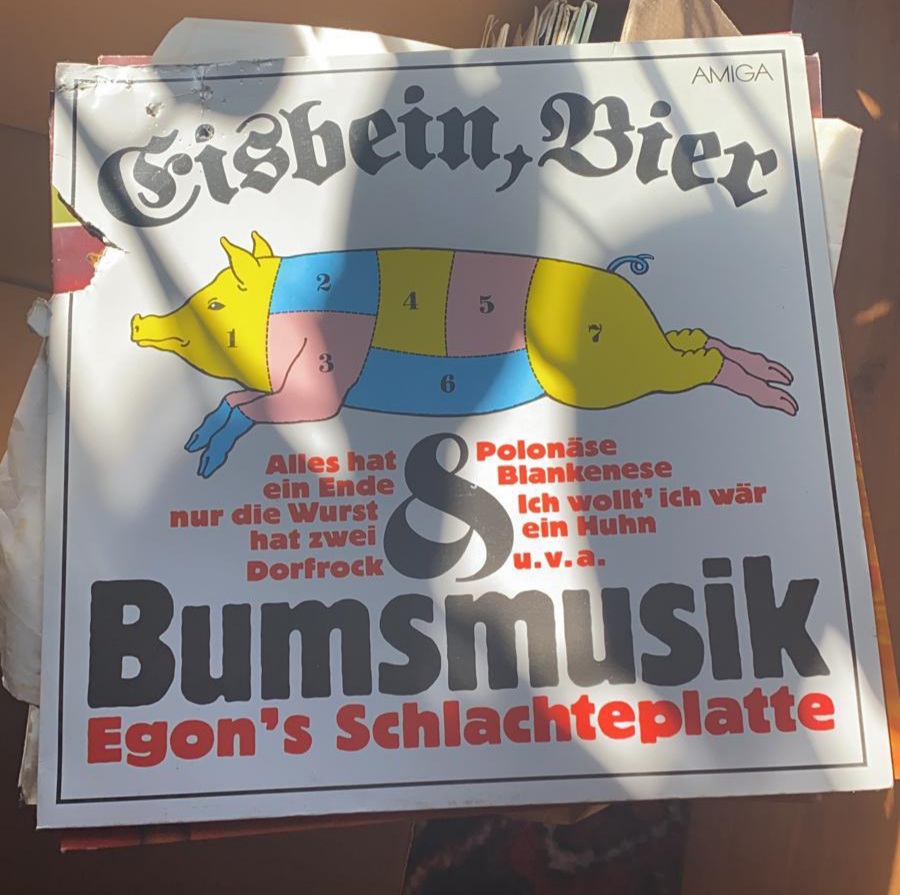 AMIGA
Eisbein, Bier
1
2
3
4
5
6
7
Alles hat
ein Ende
nur die Wurst
hat zwei
Dorfrock
&
Polonäse
Blankenese
Ich wollt' ich wär
ein Huhn
u.v.a.
Bumsmusik
Egon's Schlachteplatte